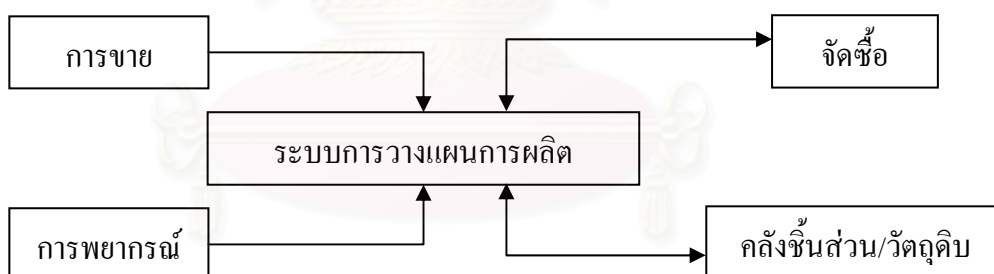 การขาย
จัดซื้อ
ระบบการวางแผนการผลิต
การพยากรณ์
คลังชิ้นส่วน/วัตถุดิบ